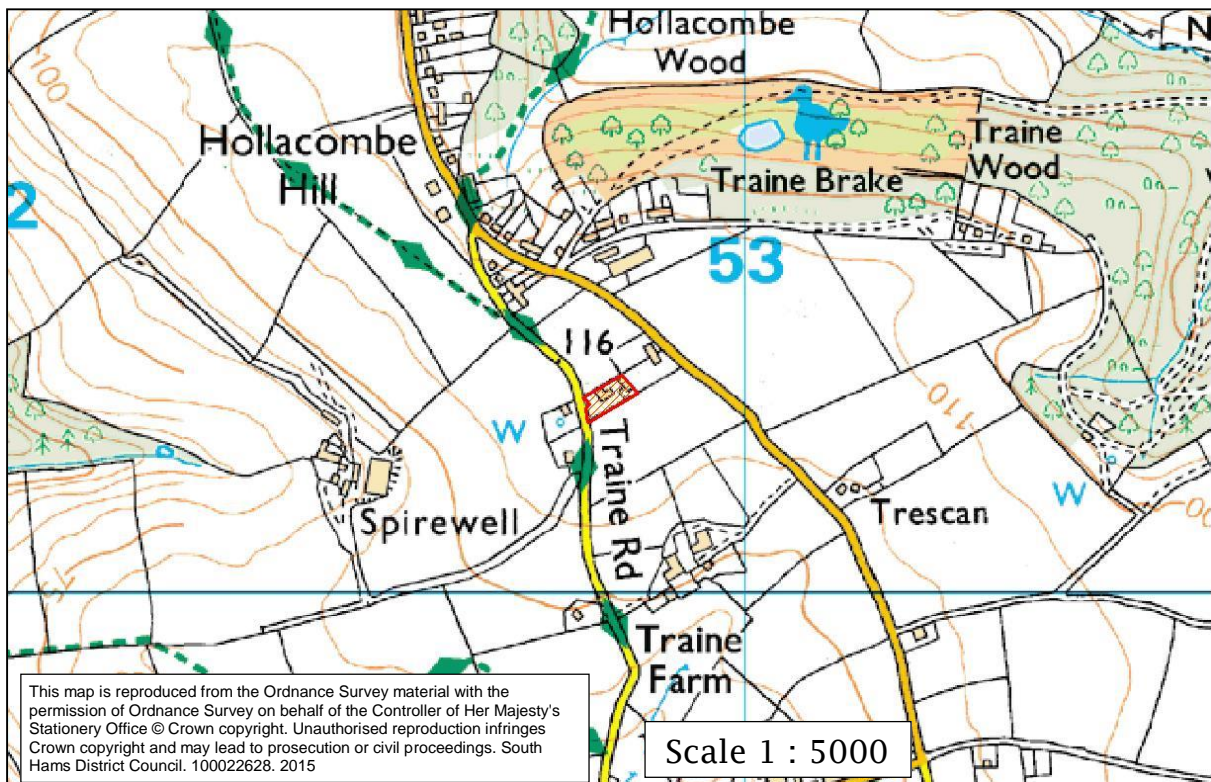 Hollacombe
Wood
N
100
Hollacombe
Hill
Traine
Wood
Traine Brake
2
53
116
110
W
Traine Rd
Spirewell
Trescan
W
00
75
Traine
Farm
This map is reproduced from the Ordnance Survey material with the
permission of Ordnance Survey on behalf of the Controller of Her Majesty's
Stationery Office © Crown copyright. Unauthorised reproduction infringes
Crown copyright and may lead to prosecution or civil proceedings. South
Hams District Council. 100022628. 2015
Scale 1 : 5000